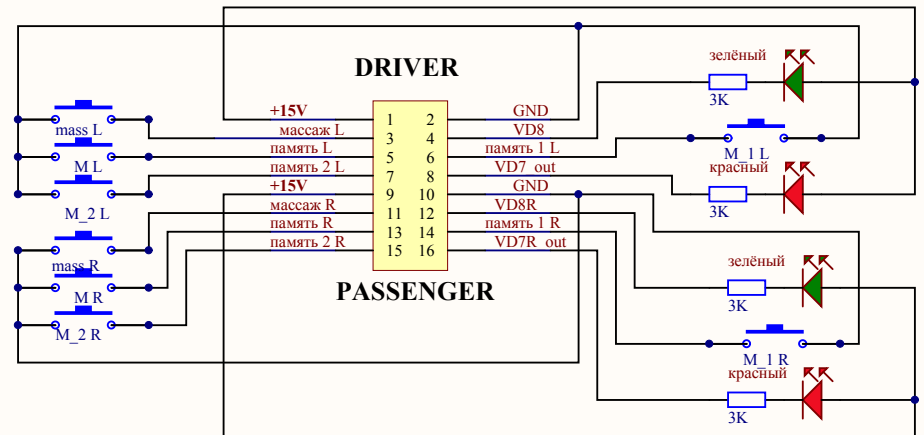 DRIVER
зелёный
3K
+15V
1
2
GND
mass L
массаж L
3
4
VD8
M L
память L
5
6
память 1 L
M_1 L
M_2 L
память 2 L
7
8
VD7_out
красный
3K
+15V
9
10
GND
массаж R
11
12
VD8R
mass R
память R
13
14
память 1 R
память 2 R
15
16
VD7R_out
зелёный
3K
M R
M_2 R
PASSENGER
M_1 R
красный
3K